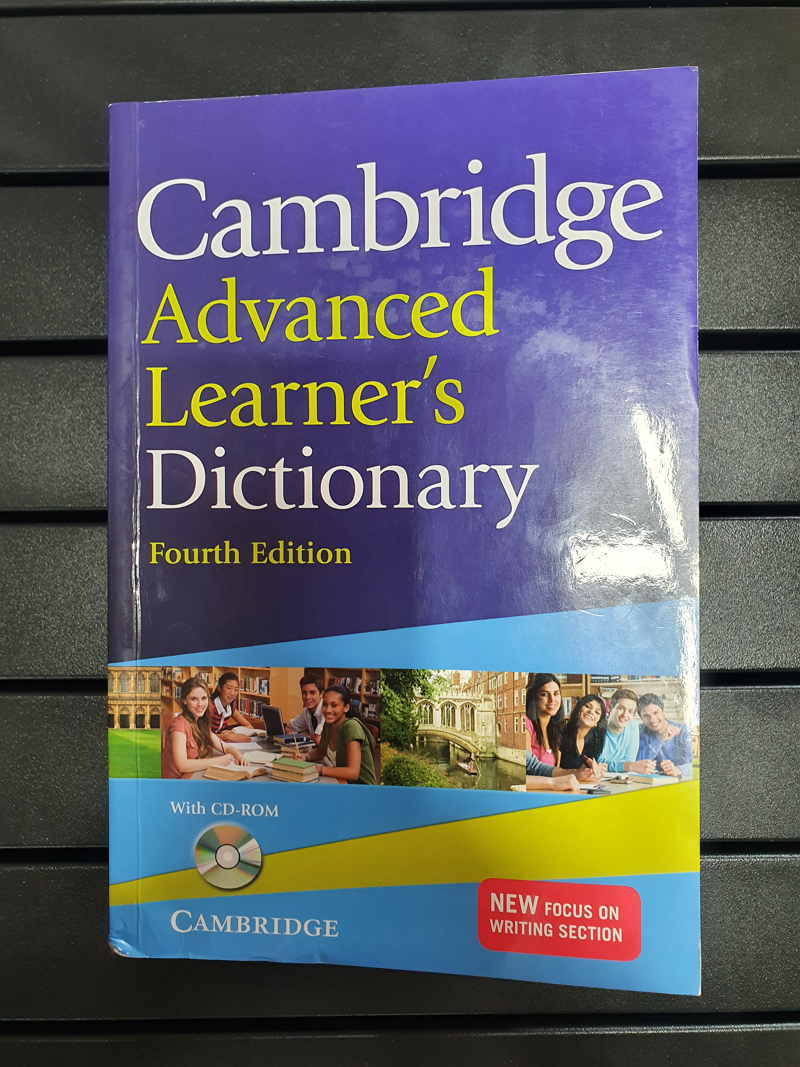 Cambridge
Advanced
Learner's
Dictionary
Fourth Edition
With CD-ROM
CAMBRIDGE
NEW FOCUS ON
WRITING SECTION